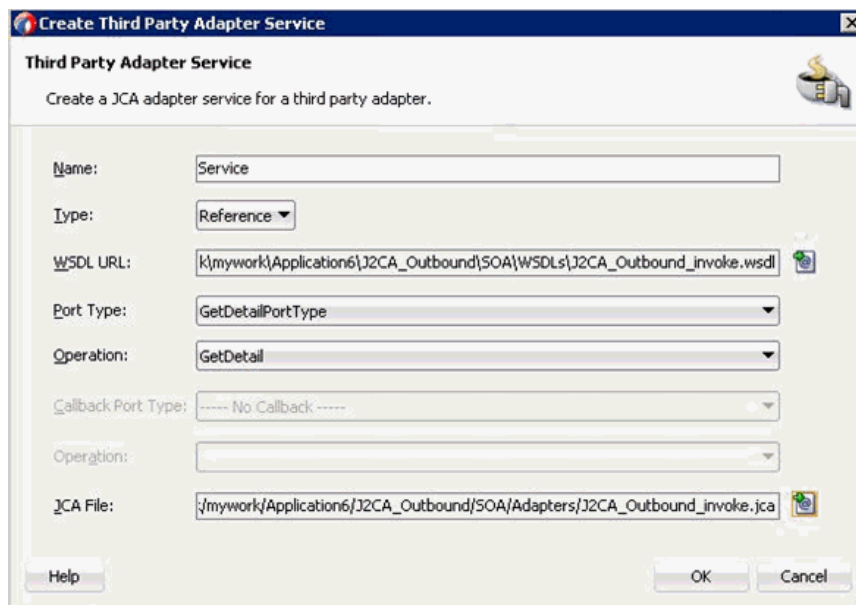 Create Third Party Adapter Service
Third Party Adapter Service
Create a JCA adapter service for a third party adapter.
Name: Service
Type: Reference
WSDL URL: k\mywork\Application6\J2CA_Outbound\SOA\WSDLs\J2CA_Outbound_invoke.wsdl
Port Type: GetDetailPortType
Operation: GetDetail
Callback Port Type: ----- No Callback -----
Operation:
JCA File: :/mywork/Application6/J2CA_Outbound/SOA/Adapters/J2CA_Outbound_invoke.jca
Help OK Cancel